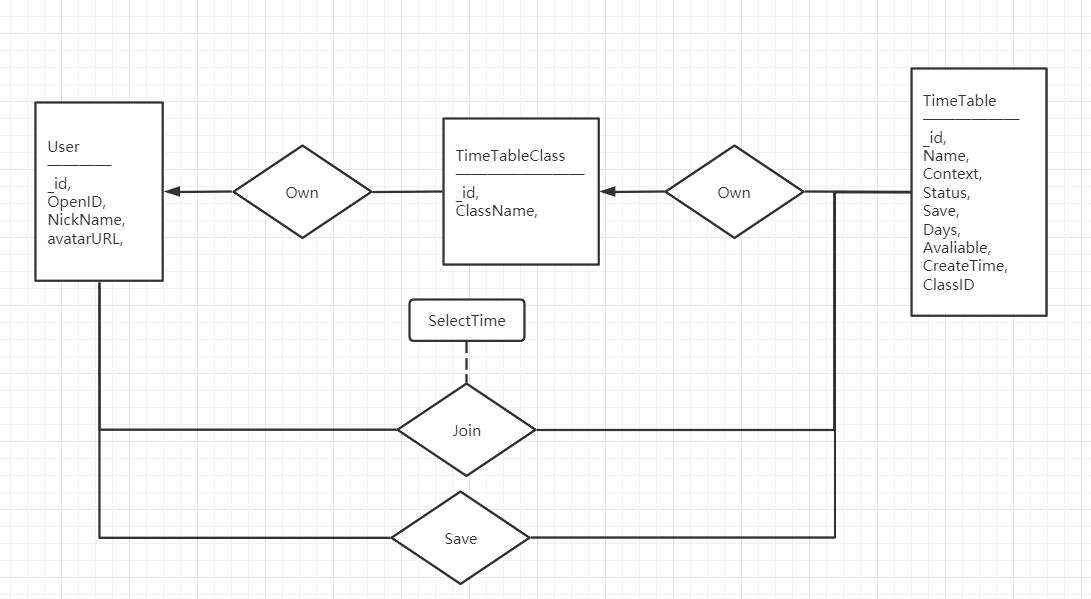 User
_id,
OpenID,
NickName,
avatarURL,
Own
TimeTableClass
_id,
ClassName,
Own
TimeTable
_id,
Name,
Context,
Status,
Save,
Days,
Avaliable,
CreateTime,
ClassID
SelectTime
Join
Save